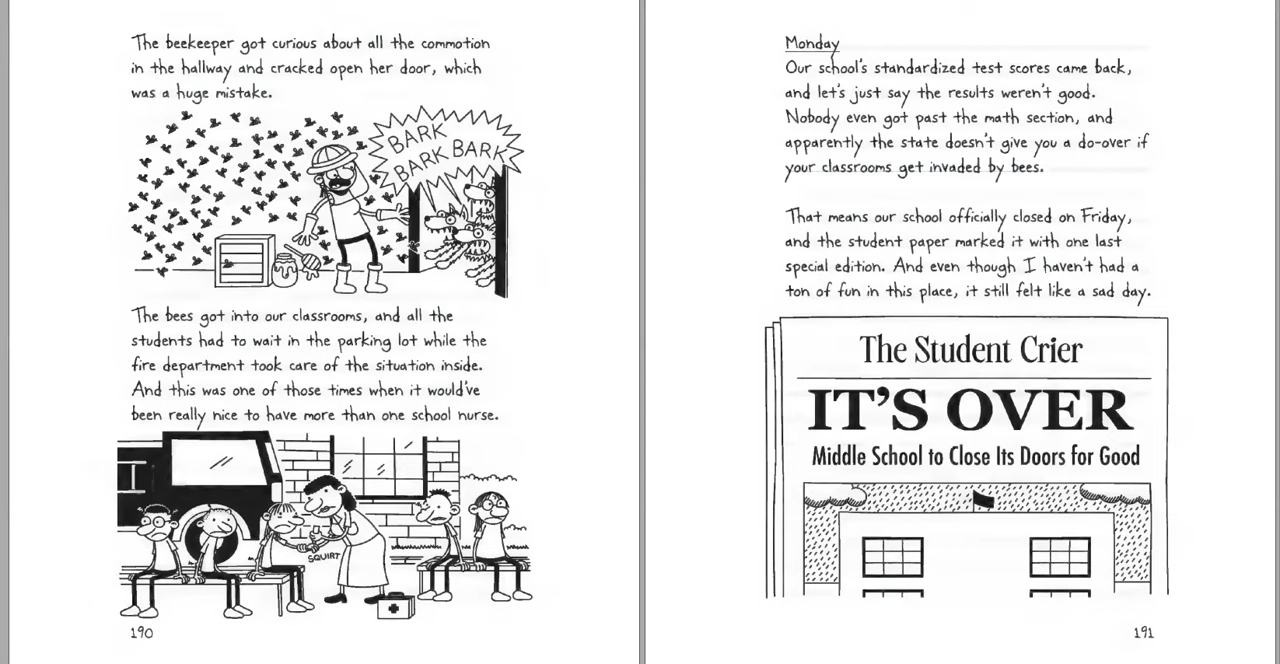 The beekeeper got curious about all the commotion
in the hallway and cracked open her door, which
was a huge mistake.
BARK
BARK BARK
BARK
The bees got into our classrooms, and all the
students had to wait in the parking lot while the
fire department took care of the situation inside.
And this was one of those times when it would've
been really nice to have more than one school nurse.
SQUIRT
190
Monday
Our school's standardized test scores came back,
and let's just say the results weren't good.
Nobody even got past the math section, and
apparently the state doesn't give you a do-over if
your classrooms get invaded by bees.
That means our school officially closed on Friday,
and the student paper marked it with one last
special edition. And even though I haven't had a
ton of fun in this place, it still felt like a sad day.
The Student Crier
IT'S OVER
Middle School to Close Its Doors for Good
191